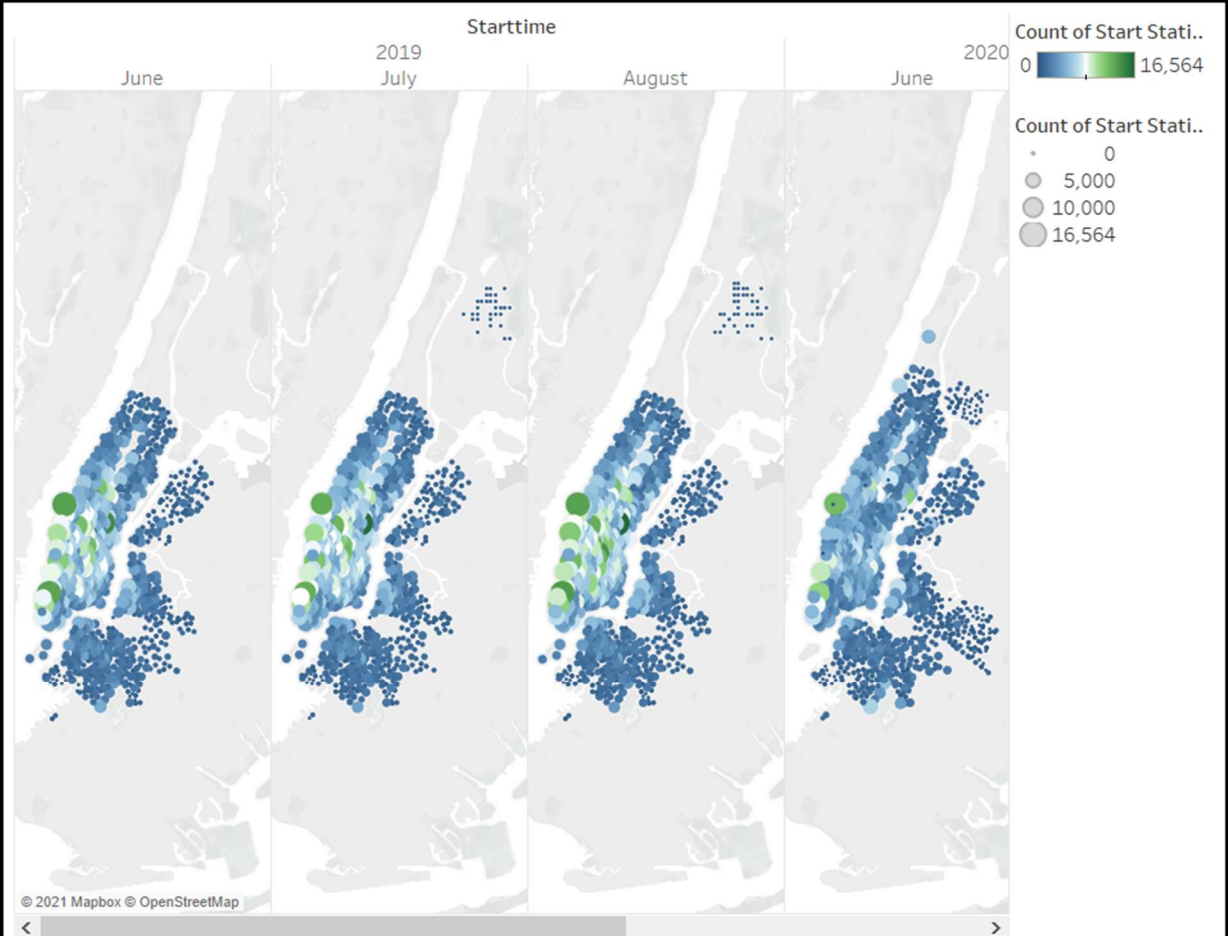 Starttime
2019
2020
June
July
August
June
Count of Start Stati..
0
16,564
Count of Start Stati..
0
5,000
10,000
16,564
© 2021 Mapbox © OpenStreetMap